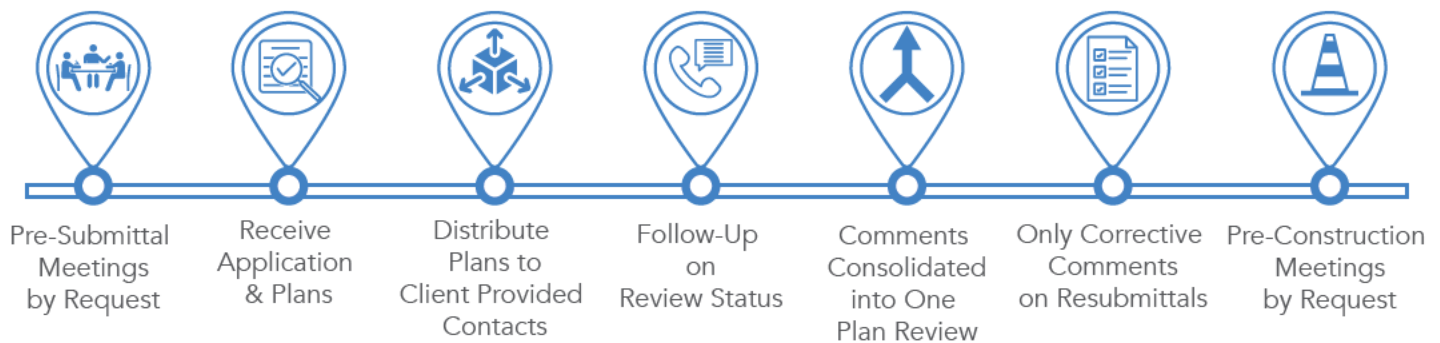 Pre-Submittal
Meetings
by Request
Receive
Application
& Plans
Distribute
Plans to
Client Provided
Contacts
Follow-Up
on
Review Status
Comments
Consolidated
into One
Plan Review
Only Corrective
Comments
on Resubmittals
Pre-Construction
Meetings
by Request